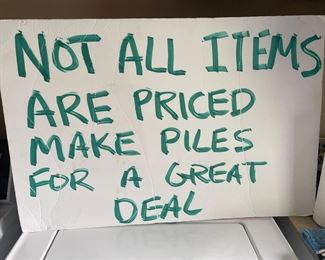 NOT ALL ITEMS
ARE PRICED
MAKE PILES
FOR A GREAT
DEAL